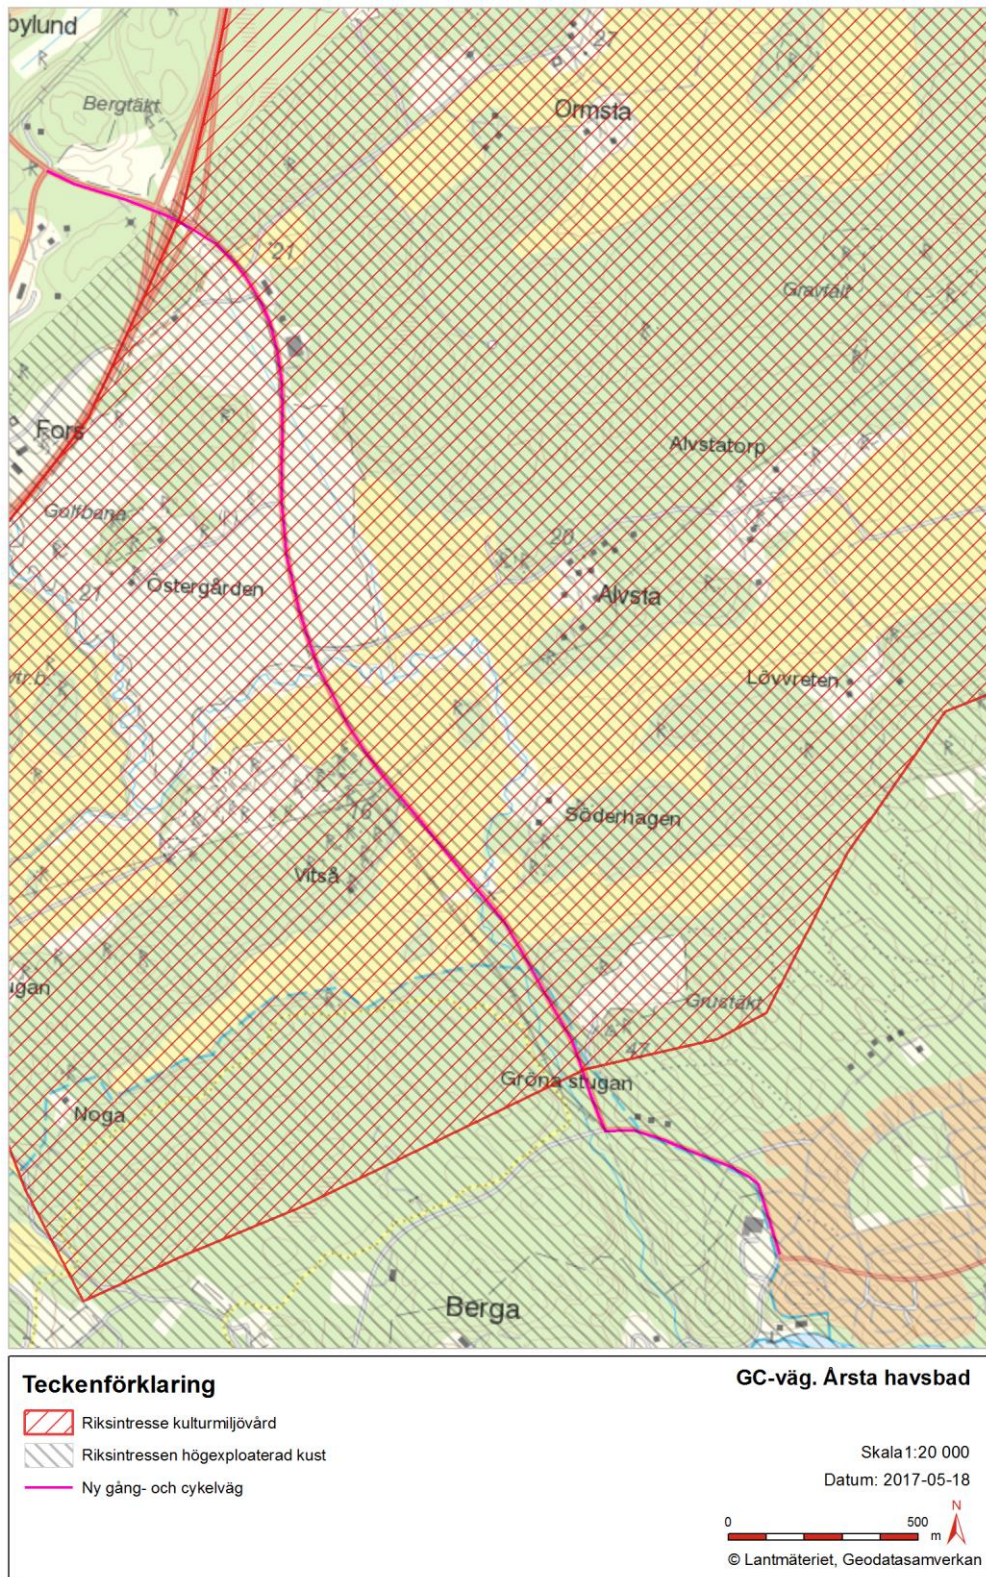 bylund
27
Bergtäkt
Ormsta
21
Gravfält
Fors
Alvstatorp
Golfbana
20
21
Östergården
Alvsta
Lövvreten
16
Söderhagen
Vitså
Grustäkt
47
Gröna stugan
Noga
Berga
Teckenförklaring
Riksintresse kulturmiljövård
Riksintressen högexploaterad kust
Ny gång- och cykelväg
GC-väg. Årsta havsbad
Skala1:20 000
Datum: 2017-05-18
N
0 500
m
© Lantmäteriet, Geodatasamverkan